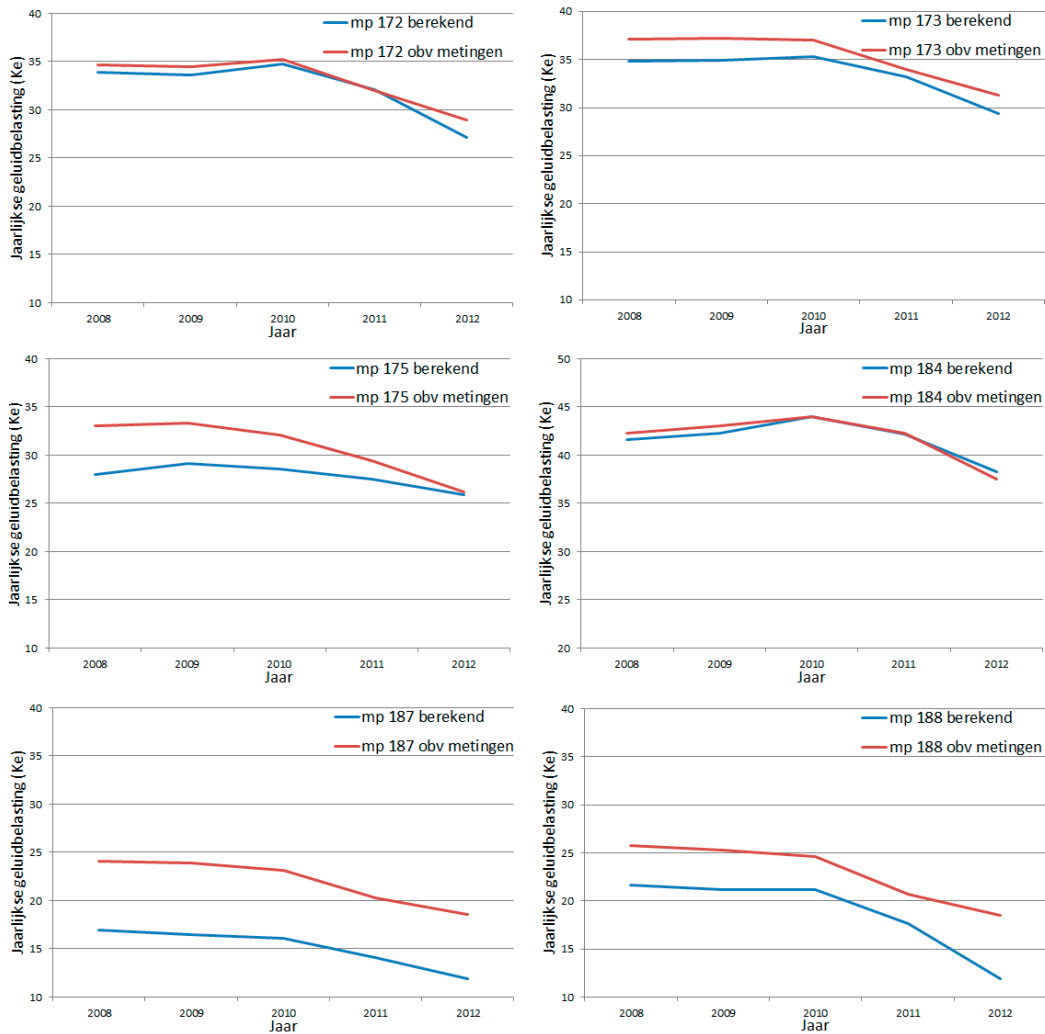 mp 172 berekend
mp 172 obv metingen
Jaarlijkse geluidbelasting (Ke)
40
35
30
25
20
15
10
2008 2009 2010 2011 2012
Jaar
mp 173 berekend
mp 173 obv metingen
Jaarlijkse geluidbelasting (Ke)
40
35
30
25
20
15
10
2008 2009 2010 2011 2012
Jaar
mp 175 berekend
mp 175 obv metingen
Jaarlijkse geluidbelasting (Ke)
40
35
30
25
20
15
10
2008 2009 2010 2011 2012
Jaar
mp 184 berekend
mp 184 obv metingen
Jaarlijkse geluidbelasting (Ke)
50
45
40
35
30
25
20
2008 2009 2010 2011 2012
Jaar
mp 187 berekend
mp 187 obv metingen
Jaarlijkse geluidbelasting (Ke)
40
35
30
25
20
15
10
2008 2009 2010 2011 2012
Jaar
mp 188 berekend
mp 188 obv metingen
Jaarlijkse geluidbelasting (Ke)
40
35
30
25
20
15
10
2008 2009 2010 2011 2012
Jaar